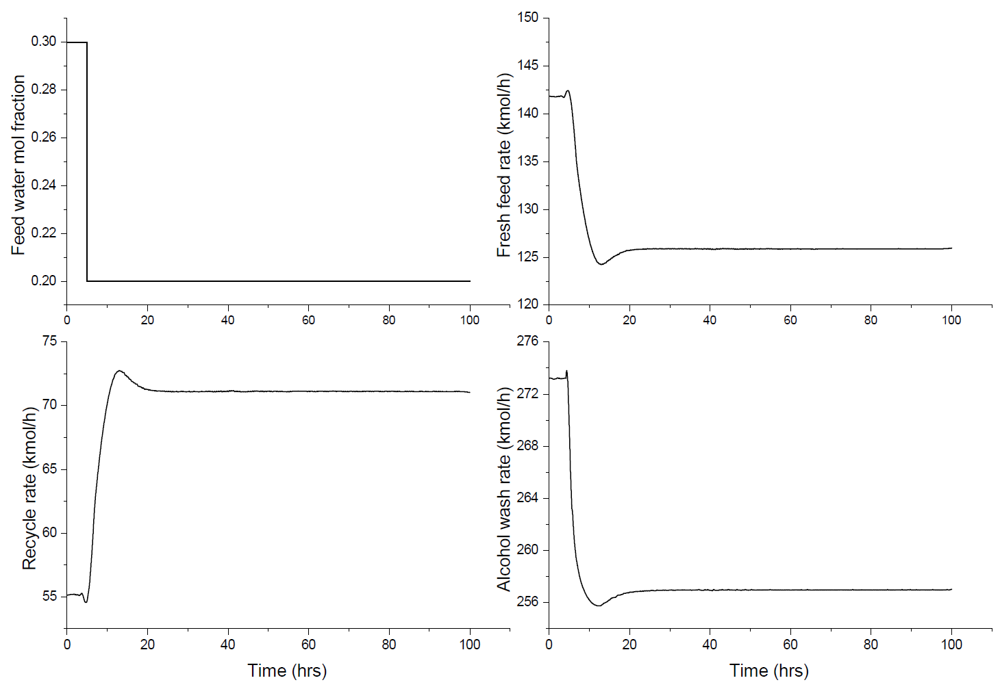 Feed water mol fraction
0.30
0.28
0.26
0.24
0.22
0.20
0 20 40 60 80 100
Fresh feed rate (kmol/h)
150
145
140
135
130
125
120
0 20 40 60 80 100
Recycle rate (kmol/h)
75
70
65
60
55
0 20 40 60 80 100
Time (hrs)
Alcohol wash rate (kmol/h)
276
272
268
264
260
256
0 20 40 60 80 100
Time (hrs)